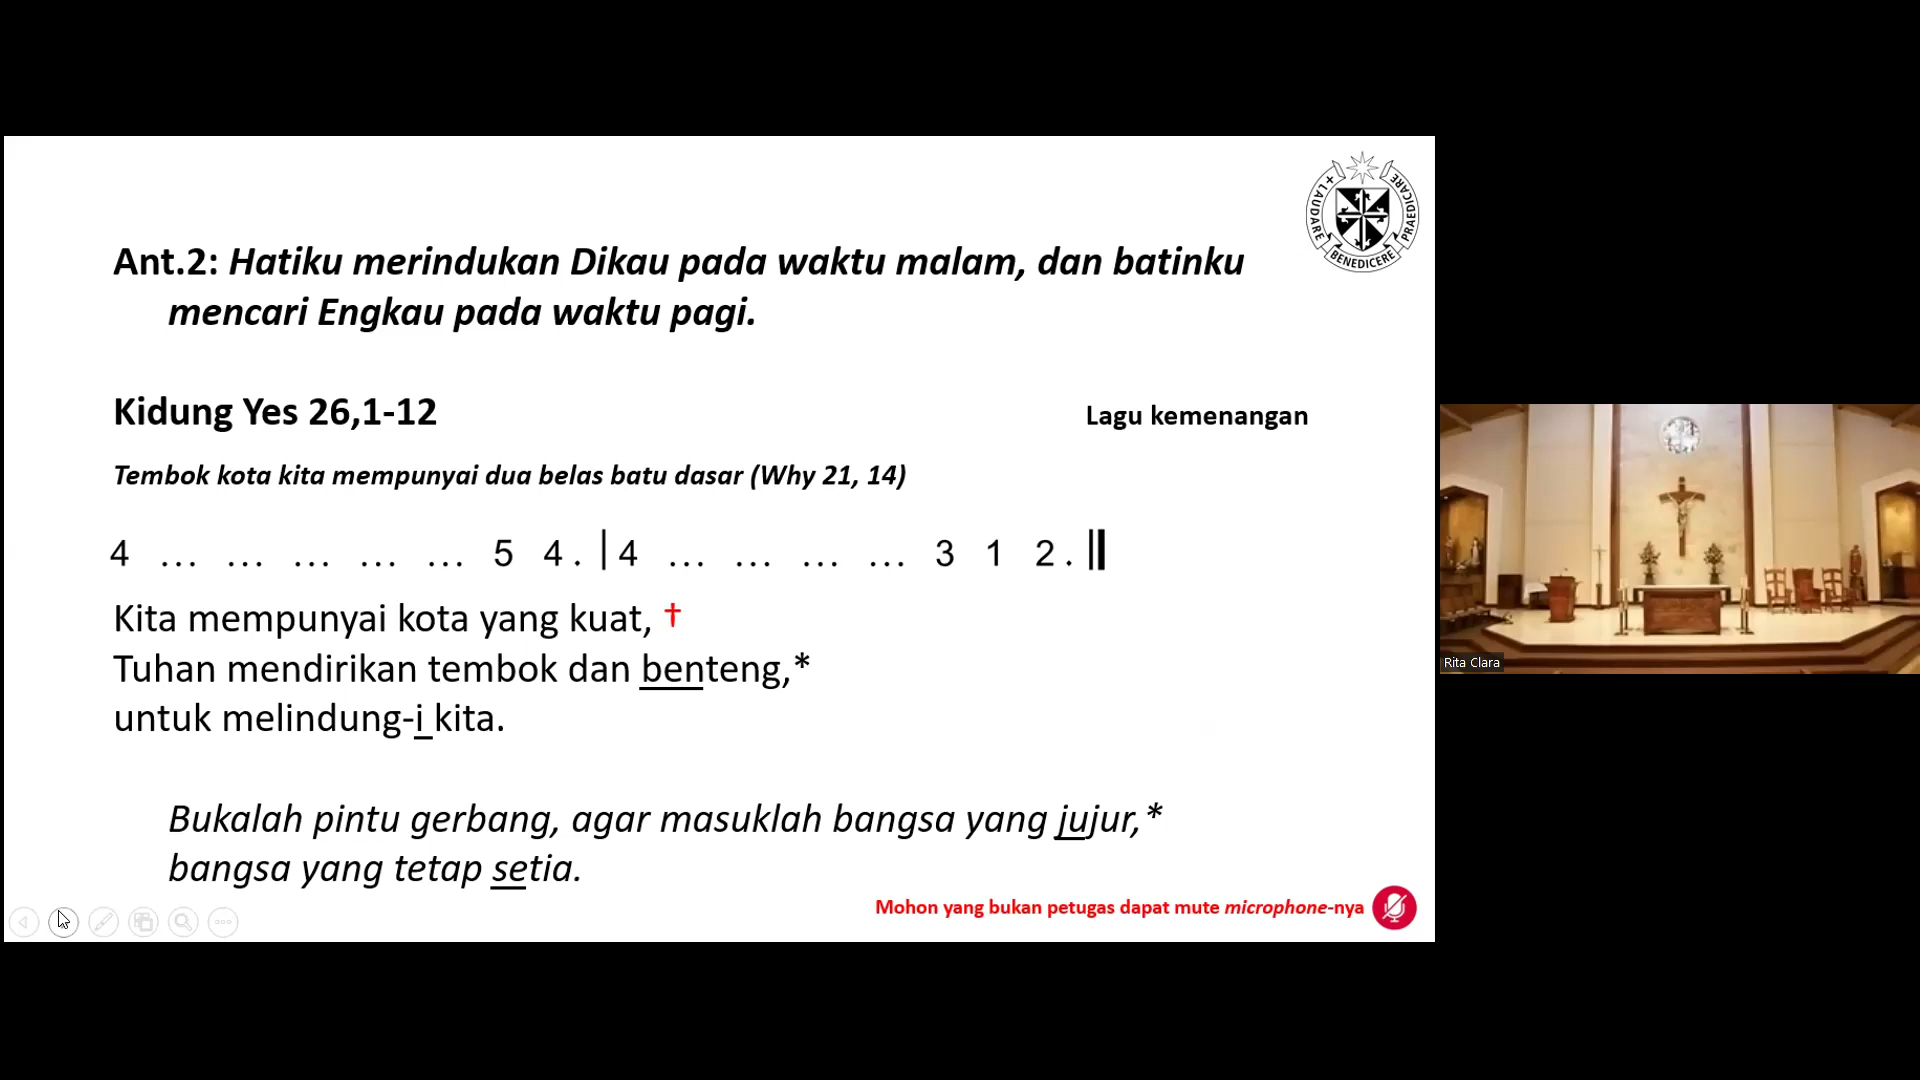 LAUDARE BENEDICERE PRAEDICARE
Ant.2: Hatiku merindukan Dikau pada waktu malam, dan batinku
mencari Engkau pada waktu pagi.
Kidung Yes 26,1-12
Lagu kemenangan
Tembok kota kita mempunyai dua belas batu dasar (Why 21, 14)
4 ... ... ... ... ... 5 4 . | 4 ... ... ... ... 3 1 2 . ||
Kita mempunyai kota yang kuat, †
Tuhan mendirikan tembok dan benteng,*
untuk melindung-i kita.
Bukalah pintu gerbang, agar masuklah bangsa yang jujur,*
bangsa yang tetap setia.
Mohon yang bukan petugas dapat mute microphone-nya
Rita Clara